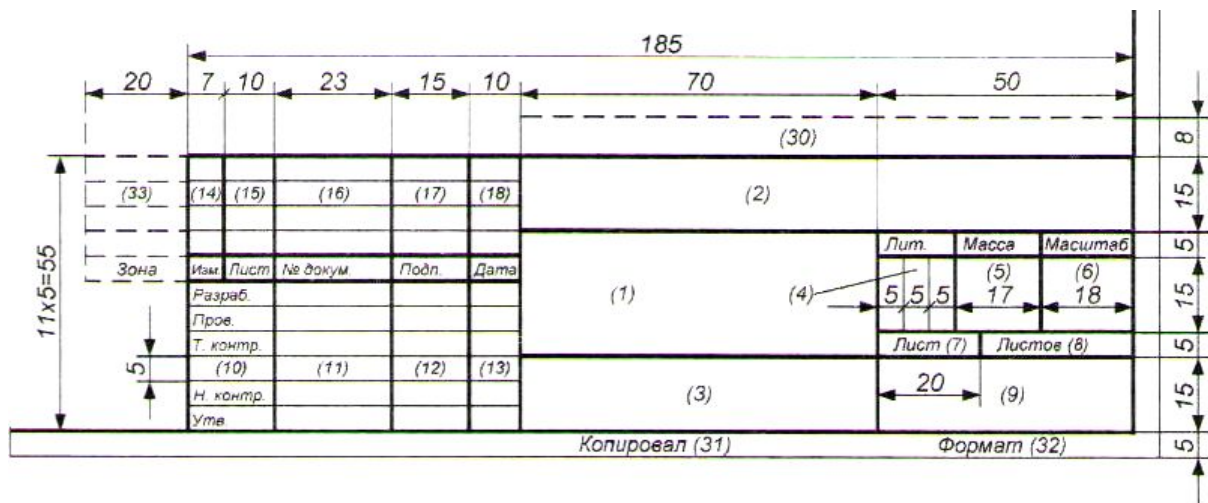 185
20 7 10 23 15 10 70 50
(30) 8
(33) (14) (15) (16) (17) (18) (2) 15
Лит. Масса Масштаб 5
Зона Изм. Лист № докум. Подп. Дата
(1) (4) (5) (6)
5 5 5 17 18 15
Разраб.
Пров.
Т. контр. Лист (7) Листов (8) 5
11x5=55
5 (10) (11) (12) (13)
20
(3) (9) 15
Н. контр.
Утв.
Копировал (31) Формат (32) 5